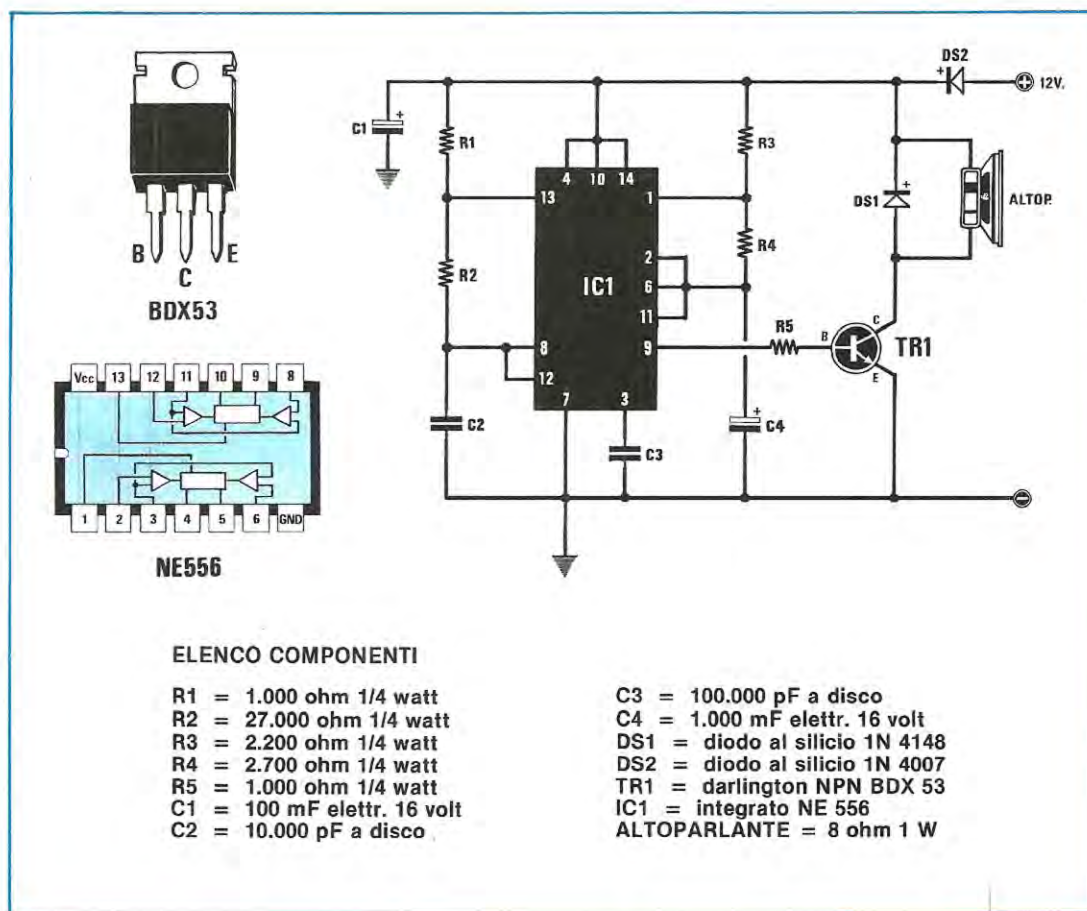 B
C
E
BDX53
Vcc 13 12 11 10 9 8
1 2 3 4 5 6 GND
NE556
DS2
+
12V.
C1
+
R1
R3
4 10 14
13
1
DS1
+
ALTOP.
R2
R4
2
6
11
IC1
R5
B
C
E
TR1
8
12
9
7
3
C2
C3
C4
+
ELENCO COMPONENTI
R1 = 1.000 ohm 1/4 watt
R2 = 27.000 ohm 1/4 watt
R3 = 2.200 ohm 1/4 watt
R4 = 2.700 ohm 1/4 watt
R5 = 1.000 ohm 1/4 watt
C1 = 100 mF elettr. 16 volt
C2 = 10.000 pF a disco
C3 = 100.000 pF a disco
C4 = 1.000 mF elettr. 16 volt
DS1 = diodo al silicio 1N 4148
DS2 = diodo al silicio 1N 4007
TR1 = darlington NPN BDX 53
IC1 = integrato NE 556
ALTOPARLANTE = 8 ohm 1 W